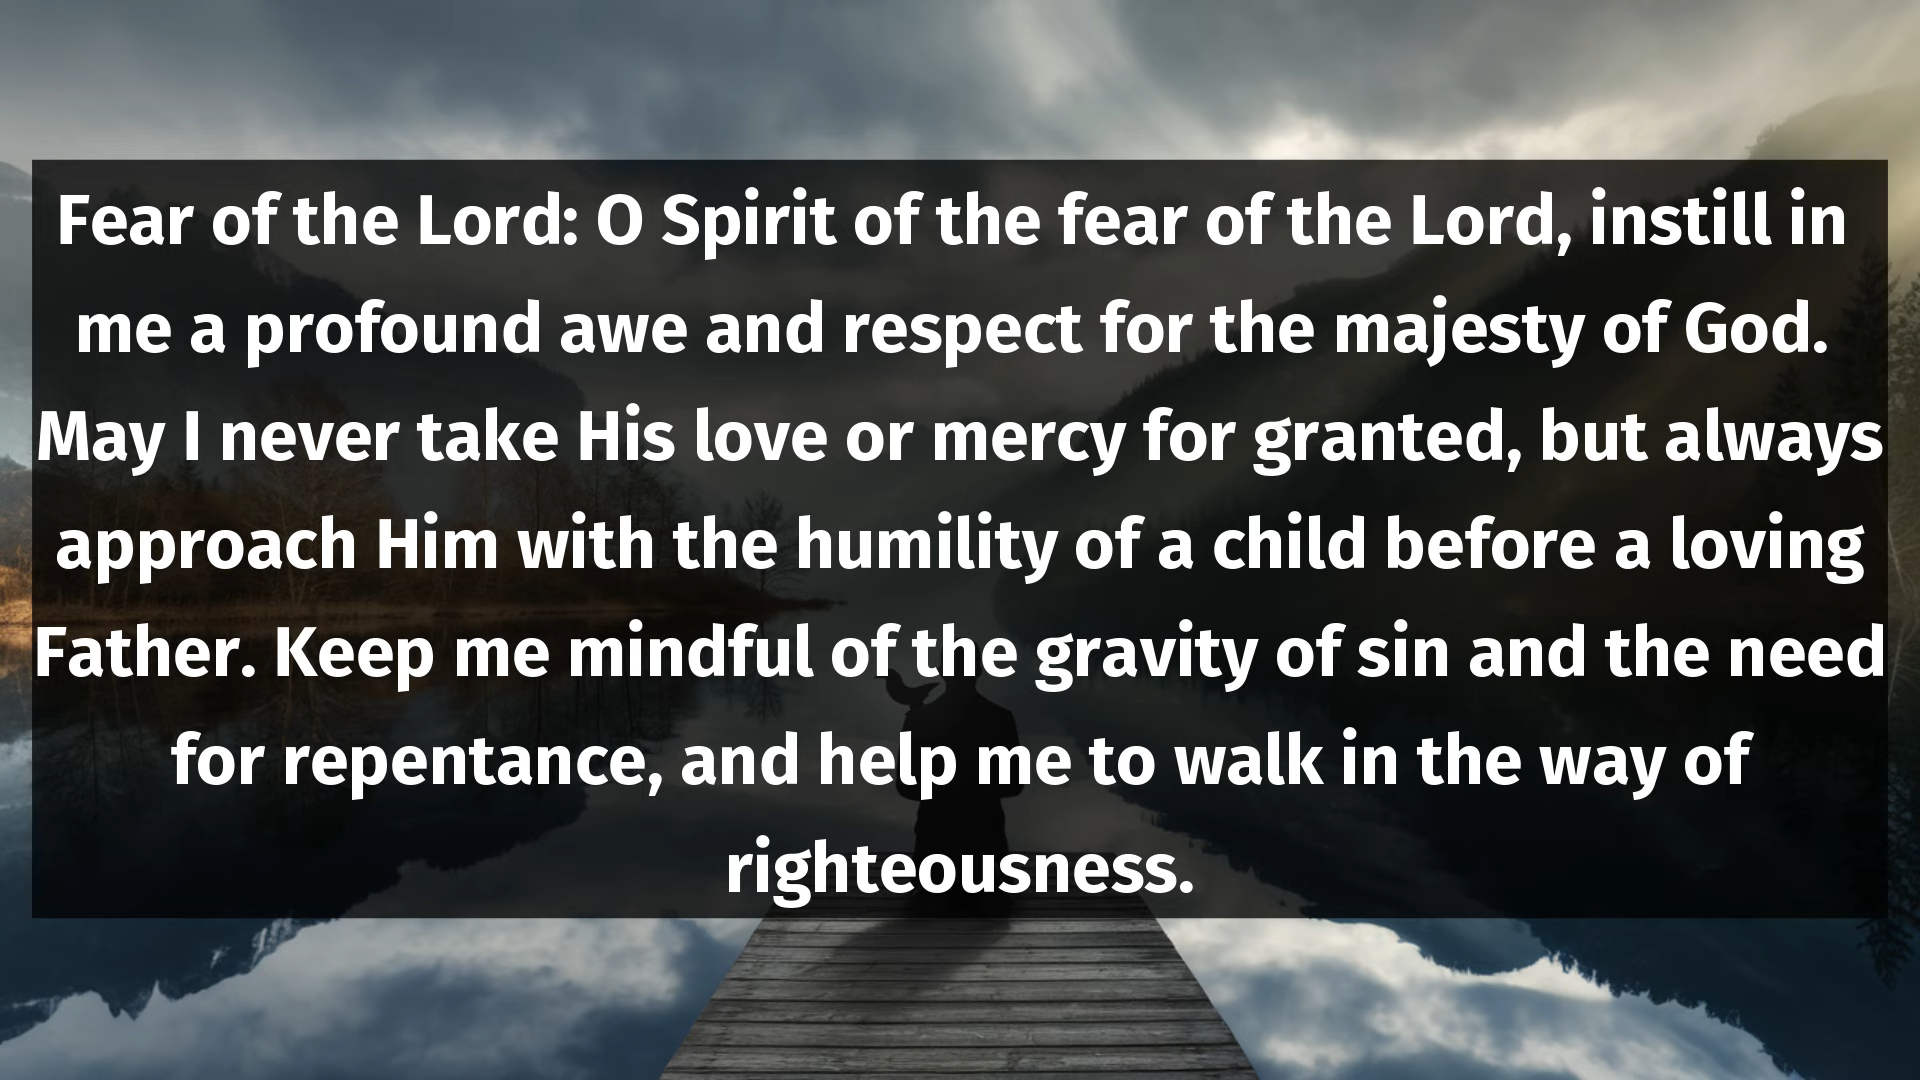 Fear of the Lord: O Spirit of the fear of the Lord, instill in
me a profound awe and respect for the majesty of God.
May I never take His love or mercy for granted, but always
approach Him with the humility of a child before a loving
Father. Keep me mindful of the gravity of sin and the need
for repentance, and help me to walk in the way of
righteousness.